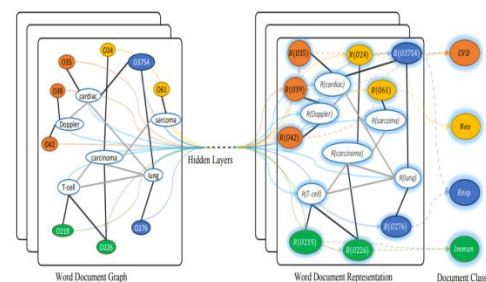 O24
O35
O3754
O39
O61
cardiac
sarcoma
Doppler
O42
carcinoma
T-cell
lung
O219
O226
O276
Hidden Layers
R(O35)
R(O24)
R(O3754)
R(O39)
R(cardiac)
R(O61)
R(Doppler)
R(sarcoma)
R(O42)
R(carcinoma)
R(T-cell)
R(lung)
R(O219)
R(O226)
R(O276)
CVD
Neo
Resp
Immun
Word Document Graph
Word Document Representation
Document Class